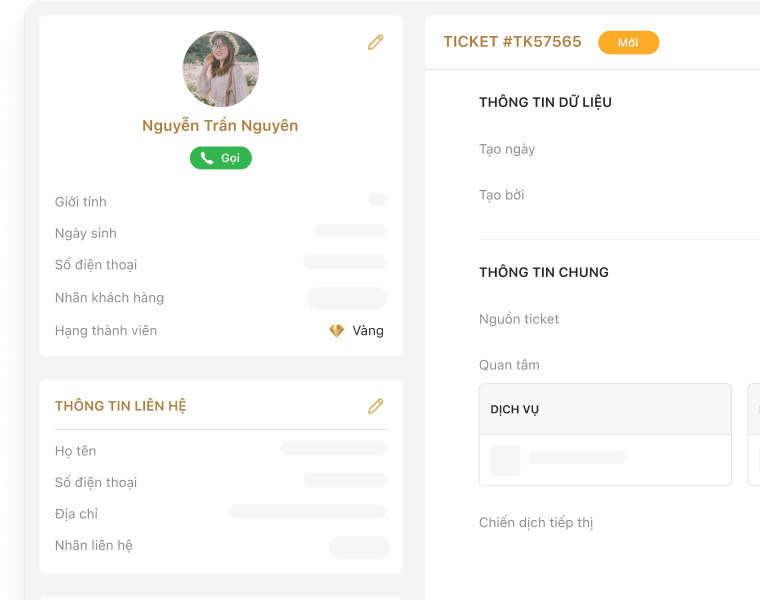 Nguyễn Trần Nguyên
Gọi
Giới tính
Ngày sinh
Số điện thoại
Nhãn khách hàng
Hạng thành viên
Vàng
THÔNG TIN LIÊN HỆ
Họ tên
Số điện thoại
Địa chỉ
Nhãn liên hệ
TICKET #TK57565
Mới
THÔNG TIN DỮ LIỆU
Tạo ngày
Tạo bởi
THÔNG TIN CHUNG
Nguồn ticket
Quan tâm
DỊCH VỤ
Chiến dịch tiếp thị